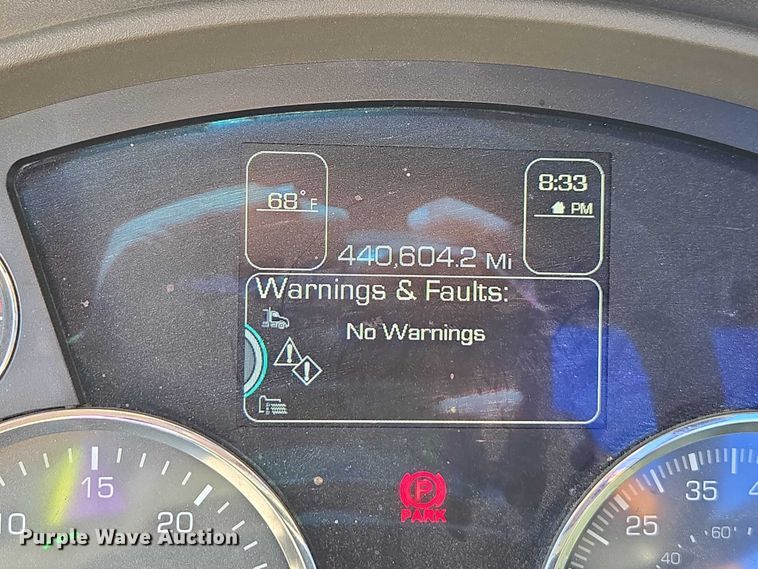 68° F
8:33
PM
440,604.2 Mi
Warnings & Faults:
No Warnings
P
PARK
10 15 20
25 35
40 60
Purple Wave Auction